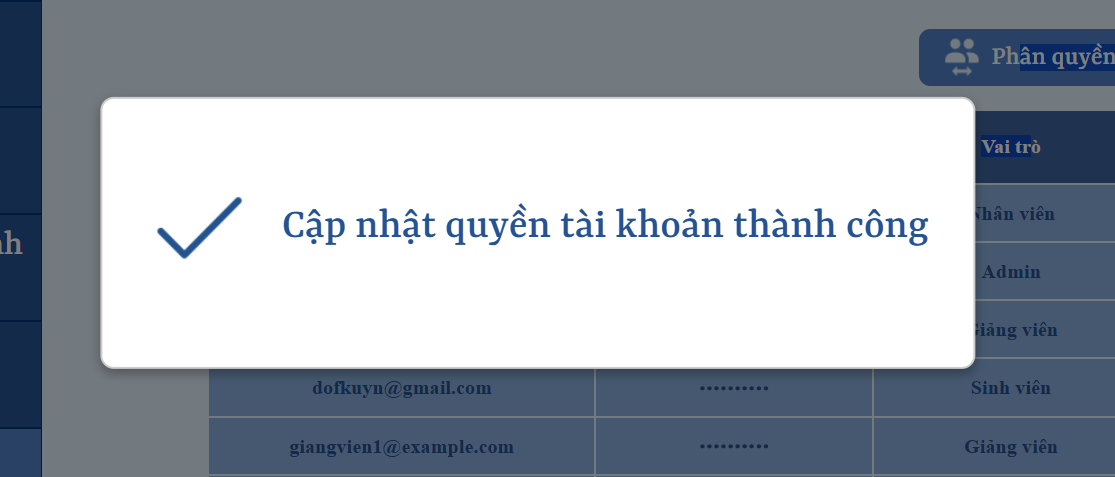 Phân quyền
Vai trò
Cập nhật quyền tài khoản thành công
Nhân viên
Admin
Giảng viên
dofkuyn@gmail.com •••••••••• Sinh viên
giangvien1@example.com •••••••••• Giảng viên